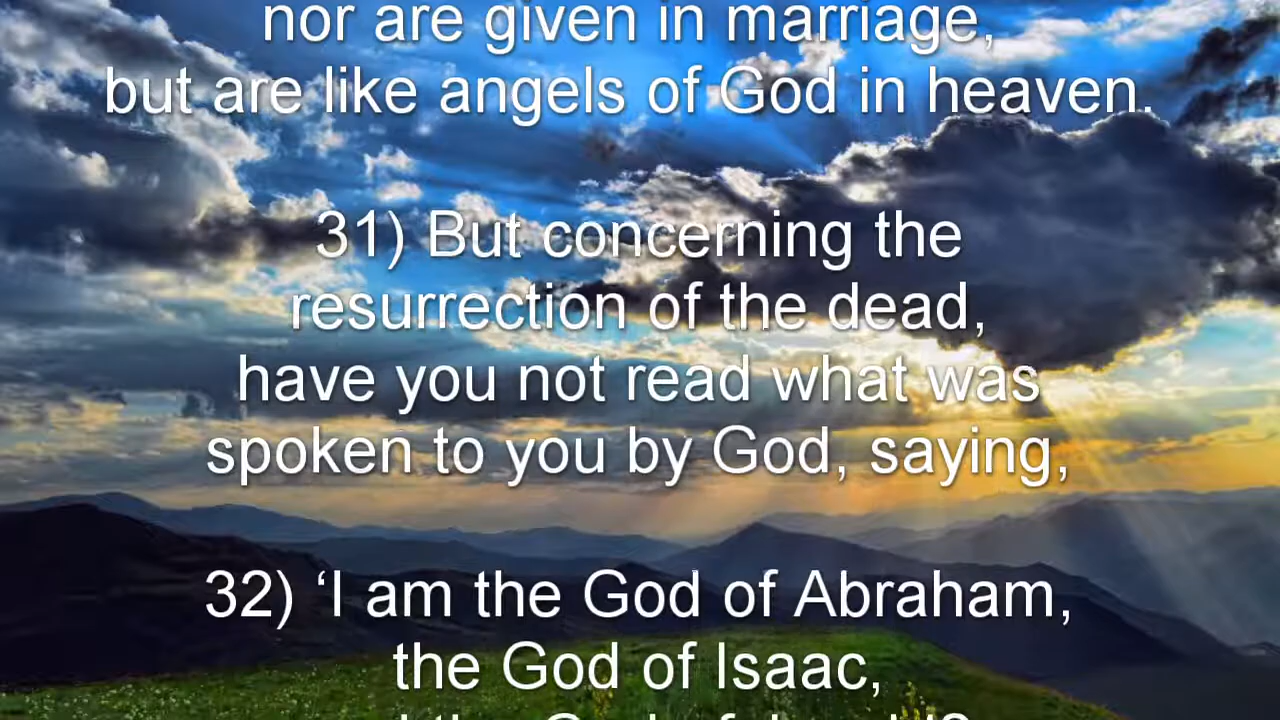 nor are given in marriage,
but are like angels of God in heaven.
31) But concerning the
resurrection of the dead,
have you not read what was
spoken to you by God, saying,
32) ‘I am the God of Abraham,
the God of Isaac,